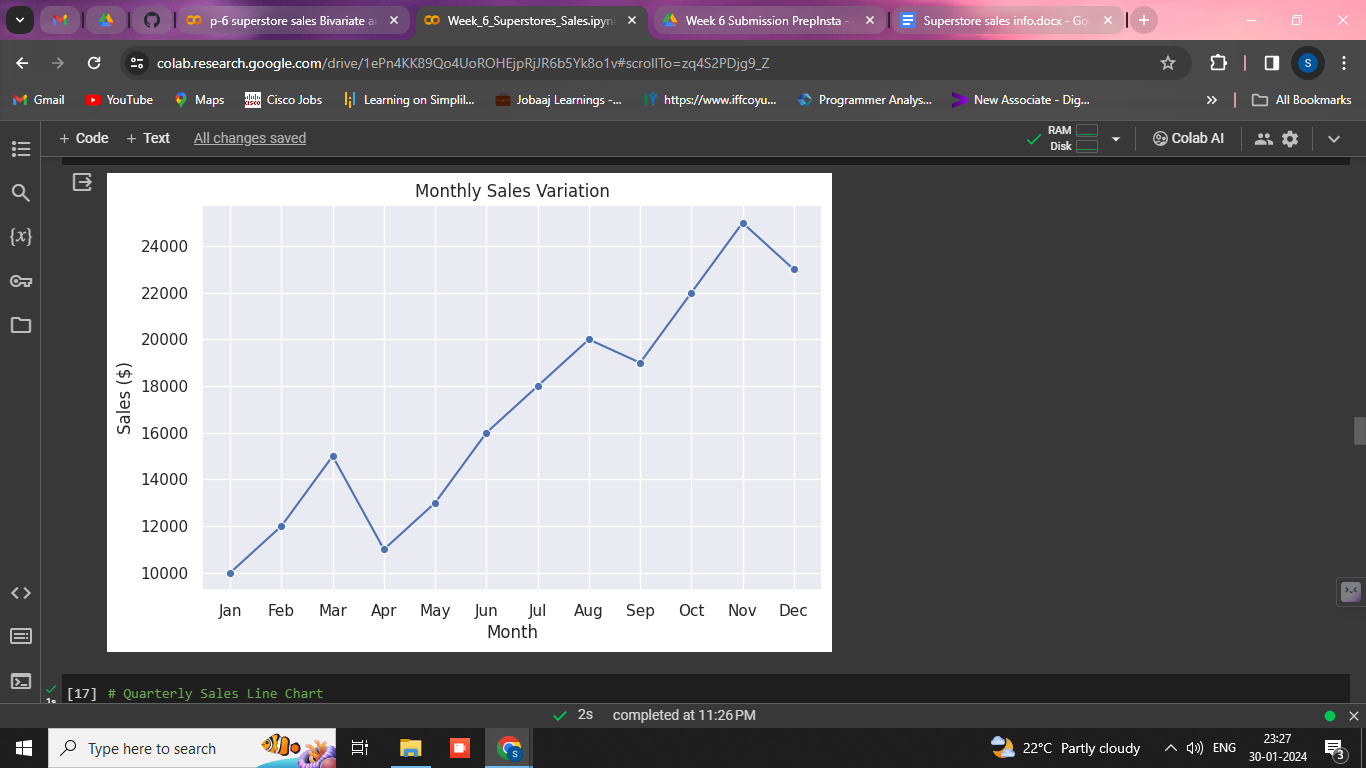 p-6 superstore sales Bivariate a
Week_6_Superstores_Sales.ipyn
Week 6 Submission PrepInsta -
Superstore sales info.docx - Go
colab.research.google.com/drive/1ePn4KK89Qo4UoROHEjpRjJR6b5Yk8o1v#scrollTo=zq4S2PDjg9_Z
S
Gmail
YouTube
Maps
Cisco Jobs
Learning on Simplil...
Jobaaj Learnings -...
https://www.iffcoyu...
Programmer Analys...
New Associate - Dig...
»
All Bookmarks
+ Code
+ Text
All changes saved
RAM
Disk
Colab AI
{x}
Monthly Sales Variation
Sales ($)
24000
22000
20000
18000
16000
14000
12000
10000
Jan Feb Mar Apr May Jun Jul Aug Sep Oct Nov Dec
Month
[17] # Quarterly Sales Line Chart
1s
2s completed at 11:26 PM
Type here to search
22°C Partly cloudy
ENG
23:27
30-01-2024
3